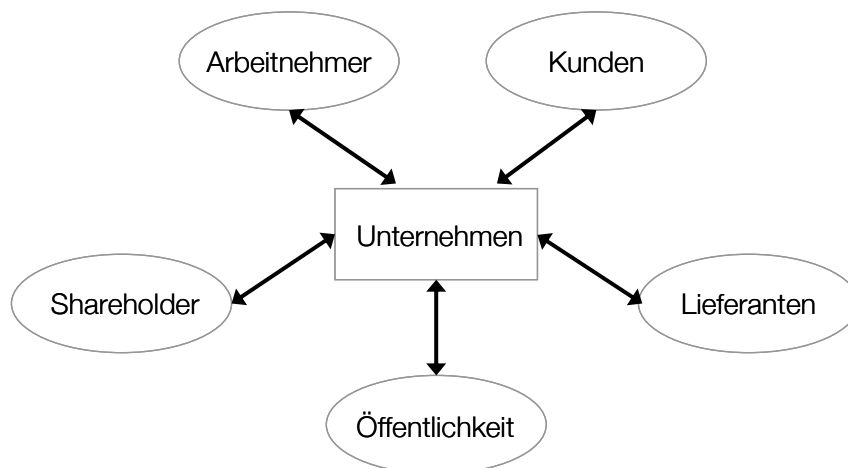 Arbeitnehmer
Kunden
Unternehmen
Shareholder
Lieferanten
Öffentlichkeit